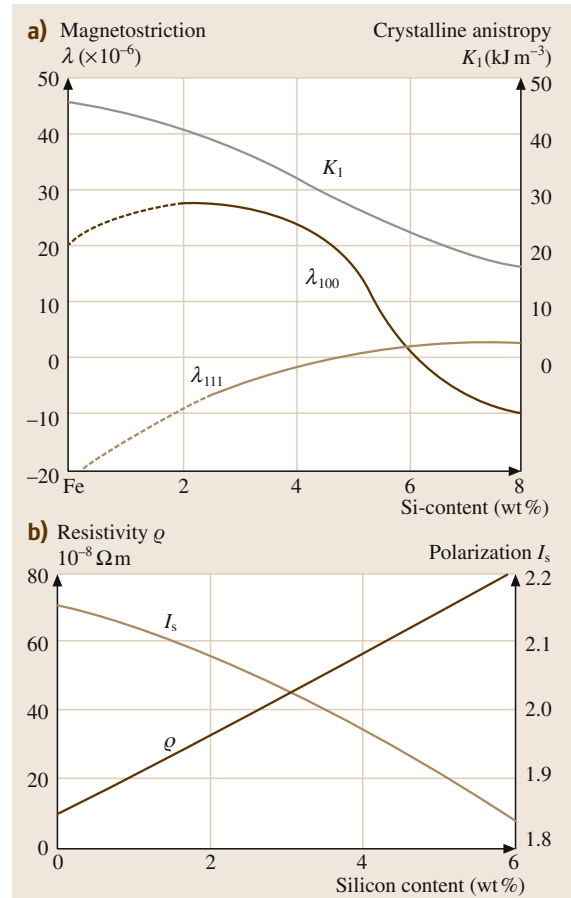 a) Magnetostriction
λ (×10⁻⁶)
Crystalline anistropy
K₁(kJ m⁻³)
50
40
30
20
10
0
–10
–20
50
40
30
20
10
0
K₁
λ₁₀₀
λ₁₁₁
Fe
2
4
6
8
Si-content (wt %)
b) Resistivity ϱ
10⁻⁸ Ω m
Polarization Iₛ
80
60
40
20
0
2.2
2.1
2.0
1.9
1.8
Iₛ
ϱ
0
2
4
6
Silicon content (wt %)